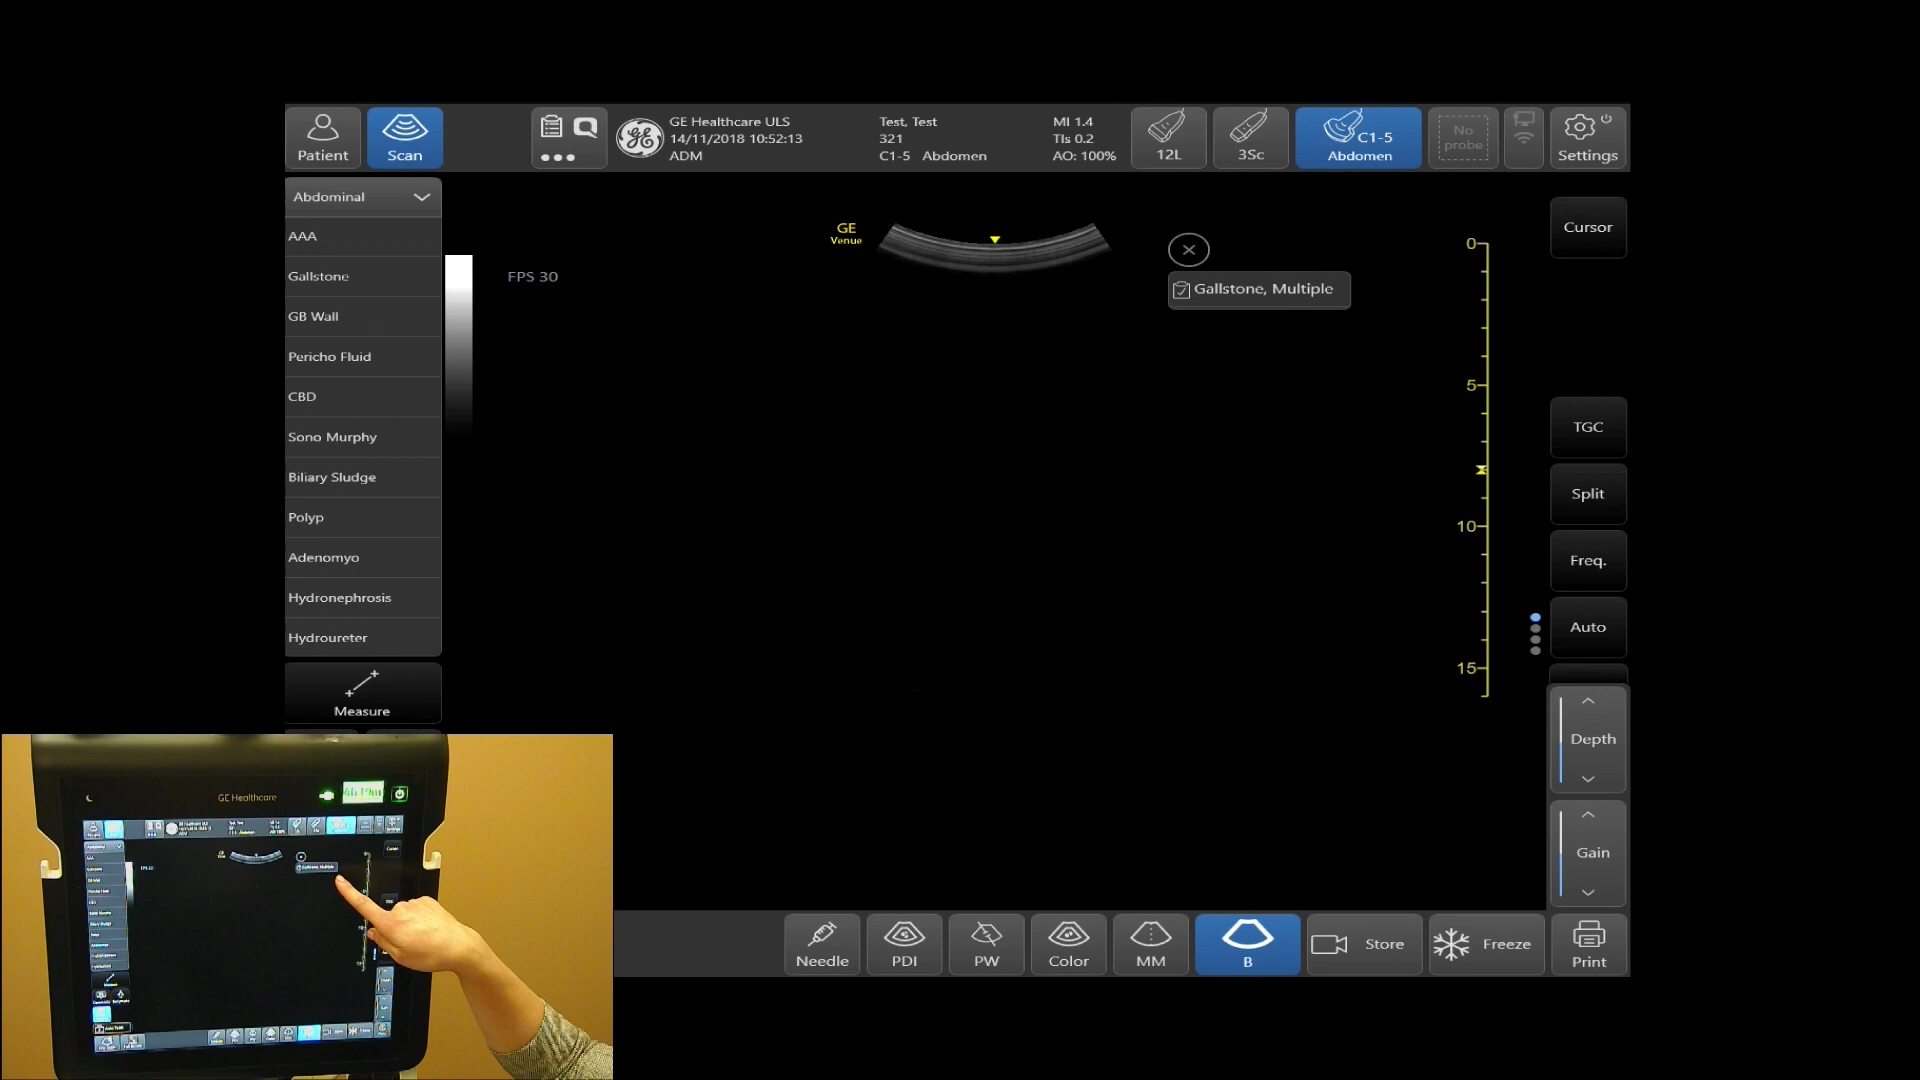 Patient
Scan
GE Healthcare ULS
14/11/2018 10:52:13
ADM
Test, Test
321
C1-5 Abdomen
MI 1.4
TIs 0.2
AO: 100%
12L
3Sc
C1-5
Abdomen
No
probe
Settings
Abdominal
AAA
Gallstone
GB Wall
Pericho Fluid
CBD
Sono Murphy
Biliary Sludge
Polyp
Adenomyo
Hydronephrosis
Hydroureter
Measure
FPS 30
GE
Venue
Gallstone, Multiple
0
5
10
15
Cursor
TGC
Split
Freq.
Auto
Depth
Gain
Needle
PDI
PW
Color
MM
B
Store
Freeze
Print
GE Healthcare